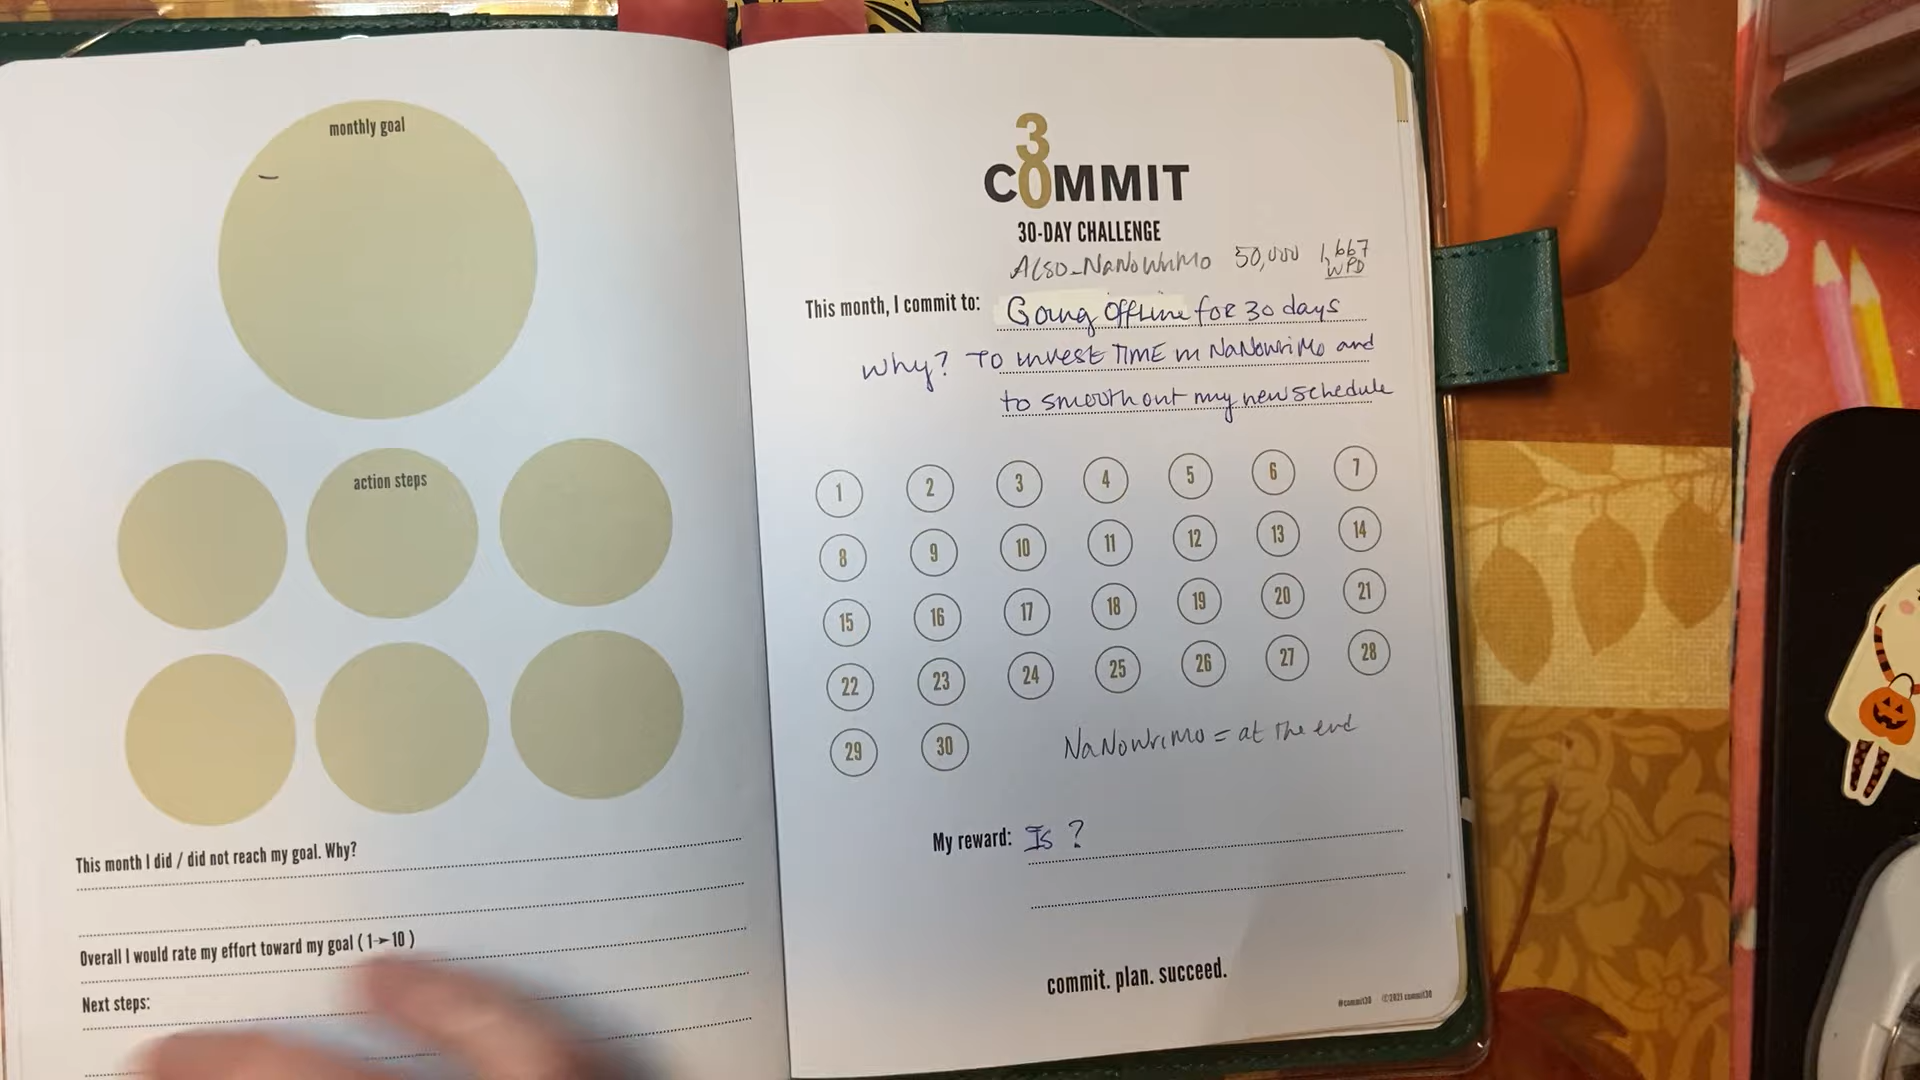 monthly goal
action steps
This month I did / did not reach my goal. Why?
Overall I would rate my effort toward my goal (1➛10)
Next steps:
30
COMMIT
30-DAY CHALLENGE
Also-NaNoWriMo 50,000 1,667
WPD
This month, I commit to: Going OffLine for 30 days
Why? To invest TIME in NaNoWriMo and
to smooth out my new schedule
1 2 3 4 5 6 7
8 9 10 11 12 13 14
15 16 17 18 19 20 21
22 23 24 25 26 27 28
29 30
NaNoWriMo = at the end
My reward: Is ?
commit. plan. succeed.
@commit30 ©2021 commit30